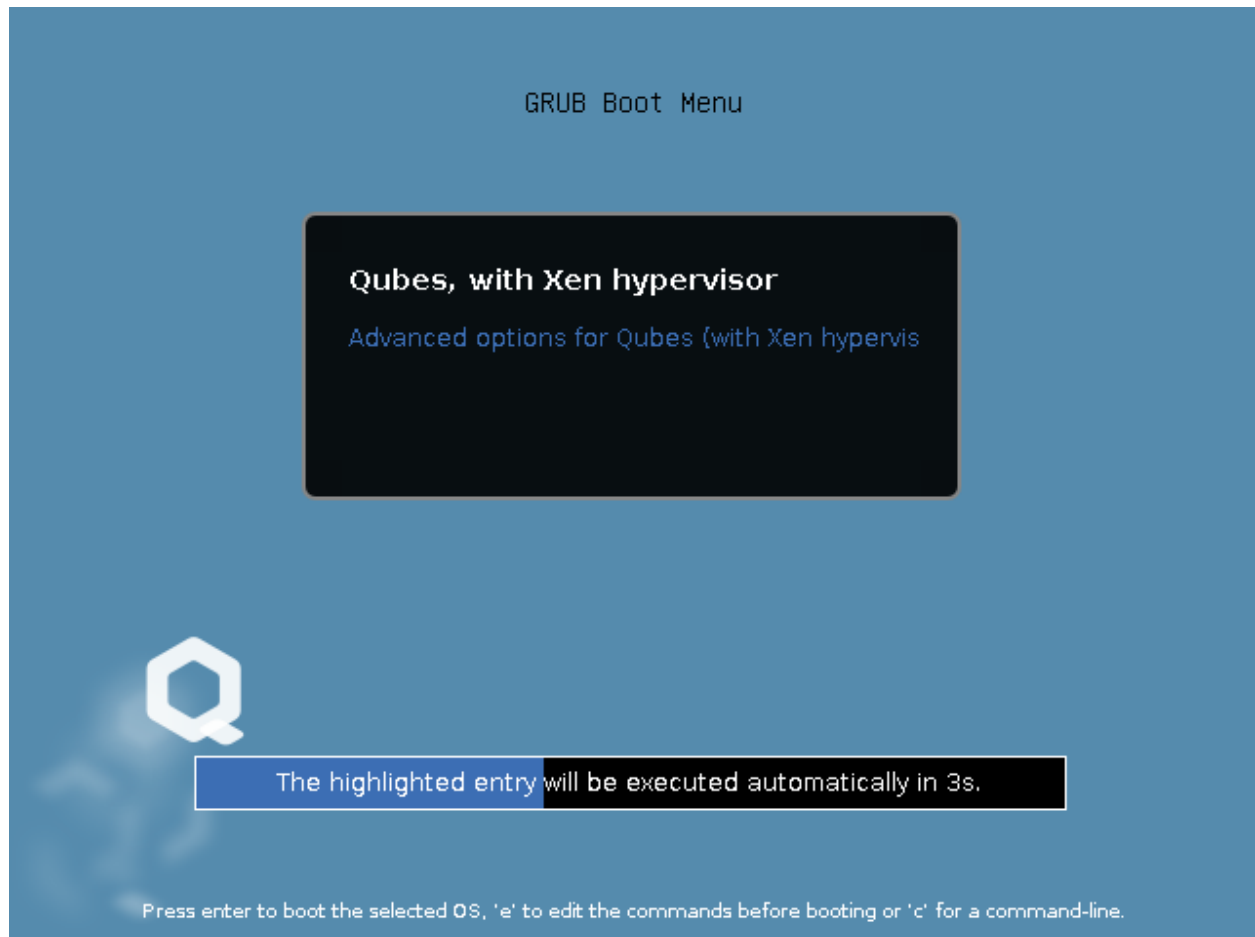 GRUB Boot Menu
Qubes, with Xen hypervisor
Advanced options for Qubes (with Xen hypervis
The highlighted entry will be executed automatically in 3s.
Press enter to boot the selected OS, 'e' to edit the commands before booting or 'c' for a command-line.